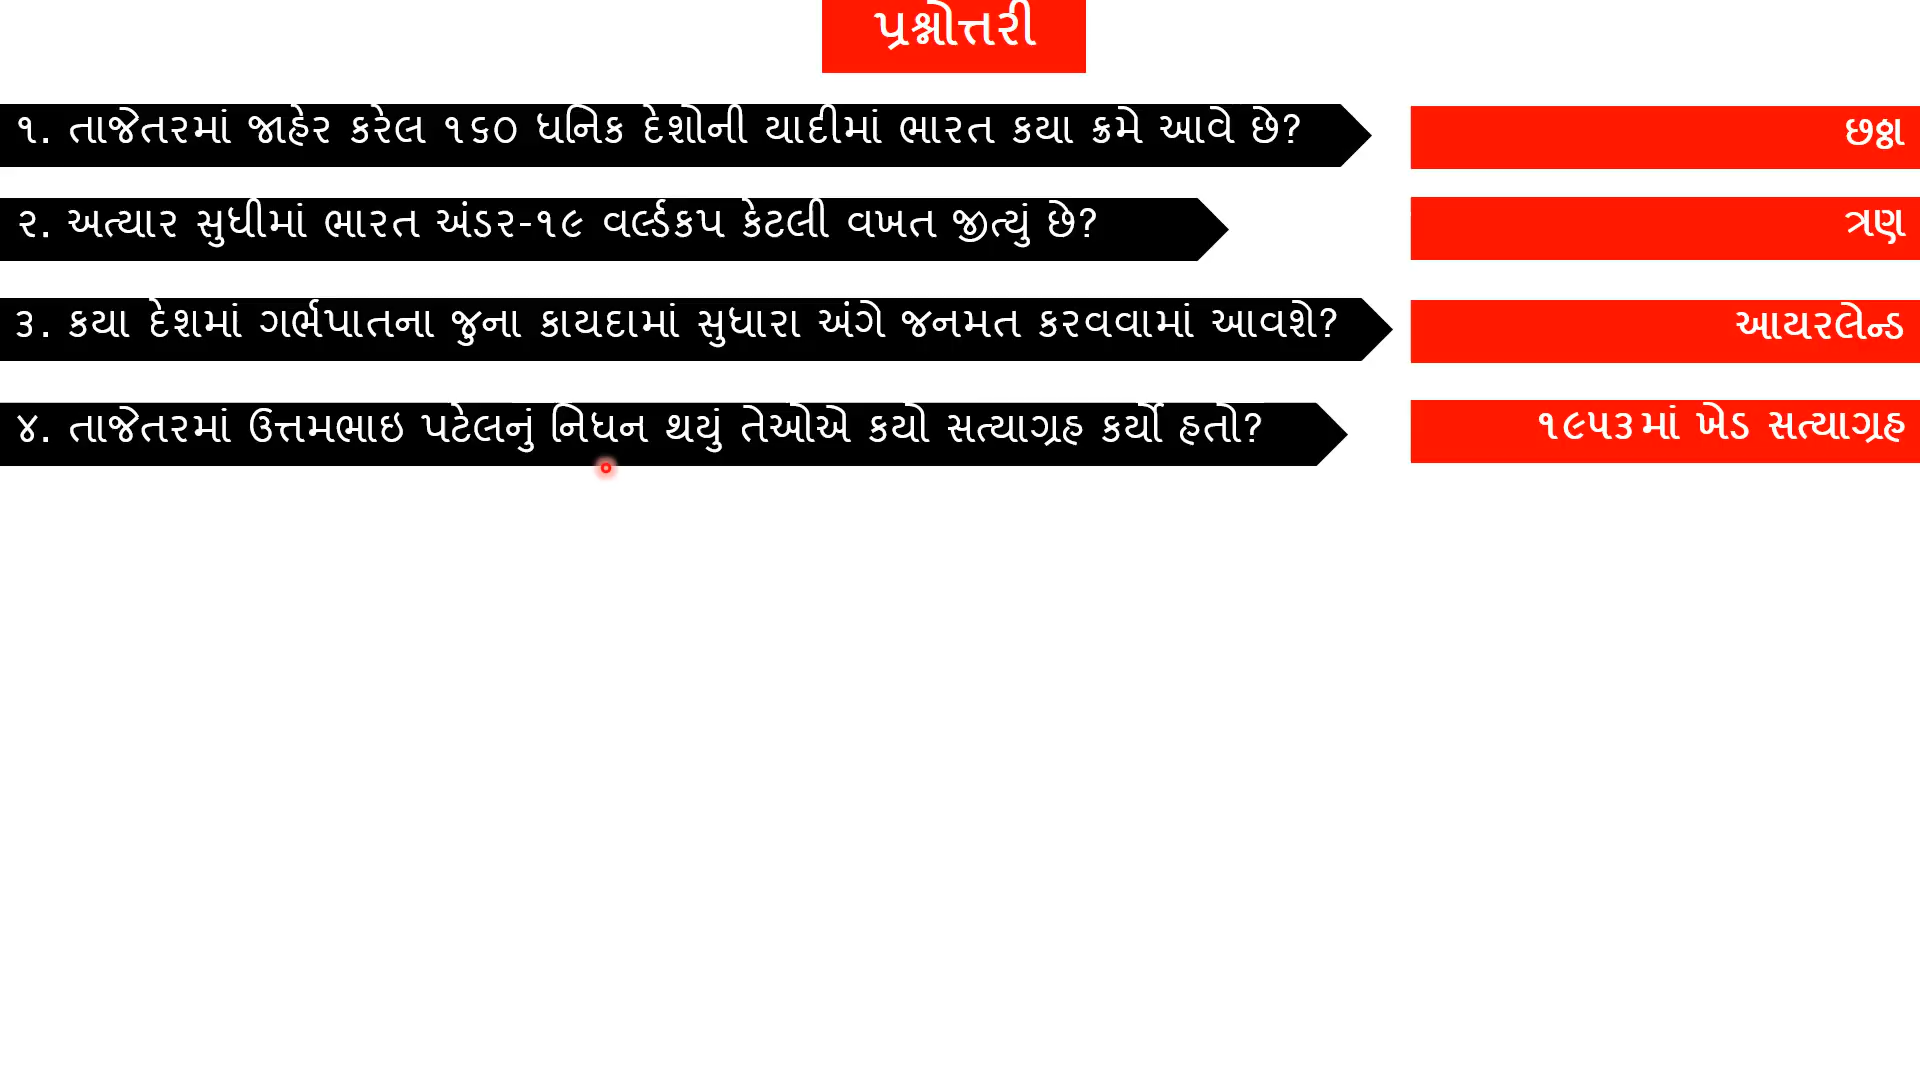 પ્રશ્નોત્તરી
૧. તાજેતરમાં જાહેર કરેલ ૧૬૦ ધનિક દેશોની યાદીમાં ભારત કયા ક્રમે આવે છે? છઠ્ઠા
૨. અત્યાર સુધીમાં ભારત અંડર-૧૯ વર્લ્ડકપ કેટલી વખત જીત્યું છે? ત્રણ
૩. કયા દેશમાં ગર્ભપાતના જુના કાયદામાં સુધારા અંગે જનમત કરવવામાં આવશે? આયરલેન્ડ
૪. તાજેતરમાં ઉત્તમભાઇ પટેલનું નિધન થયું તેઓએ કયો સત્યાગ્રહ કર્યો હતો? ૧૯૫૩માં ખેડ સત્યાગ્રહ